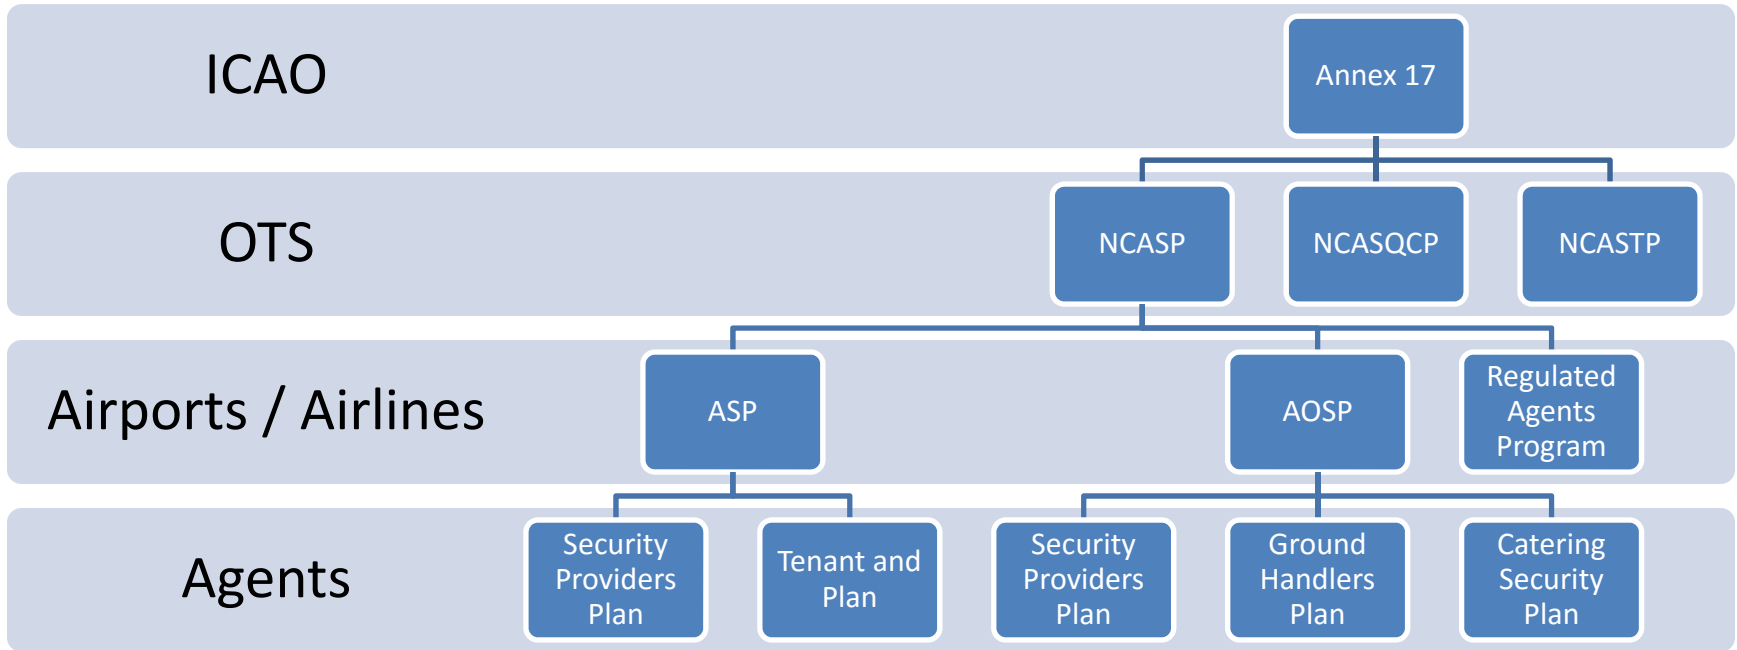 ICAO
Annex 17
OTS
NCASP
NCASQCP
NCASTP
Airports / Airlines
ASP
AOSP
Regulated
Agents
Program
Agents
Security
Providers
Plan
Tenant and
Plan
Security
Providers
Plan
Ground
Handlers
Plan
Catering
Security
Plan